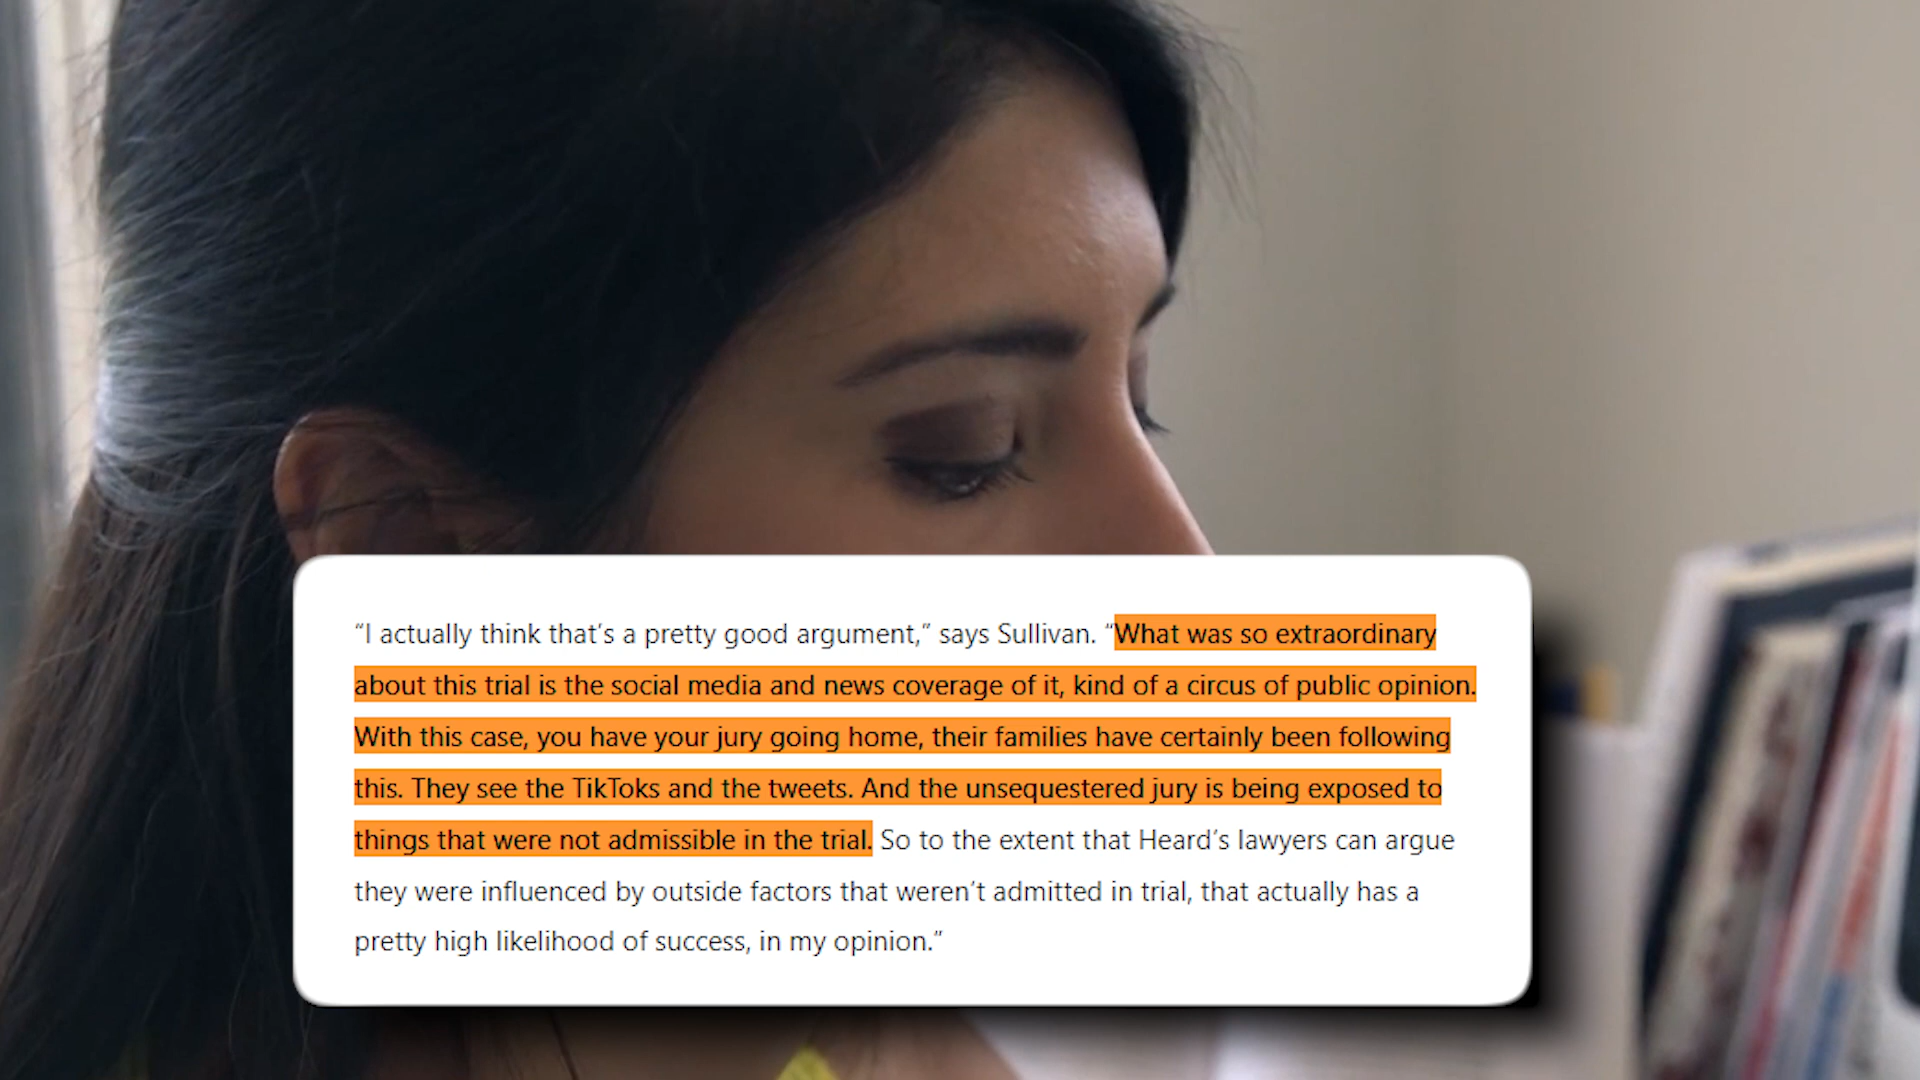 “I actually think that’s a pretty good argument,” says Sullivan. “What was so extraordinary
about this trial is the social media and news coverage of it, kind of a circus of public opinion.
With this case, you have your jury going home, their families have certainly been following
this. They see the TikToks and the tweets. And the unsequestered jury is being exposed to
things that were not admissible in the trial. So to the extent that Heard’s lawyers can argue
they were influenced by outside factors that weren’t admitted in trial, that actually has a
pretty high likelihood of success, in my opinion.”